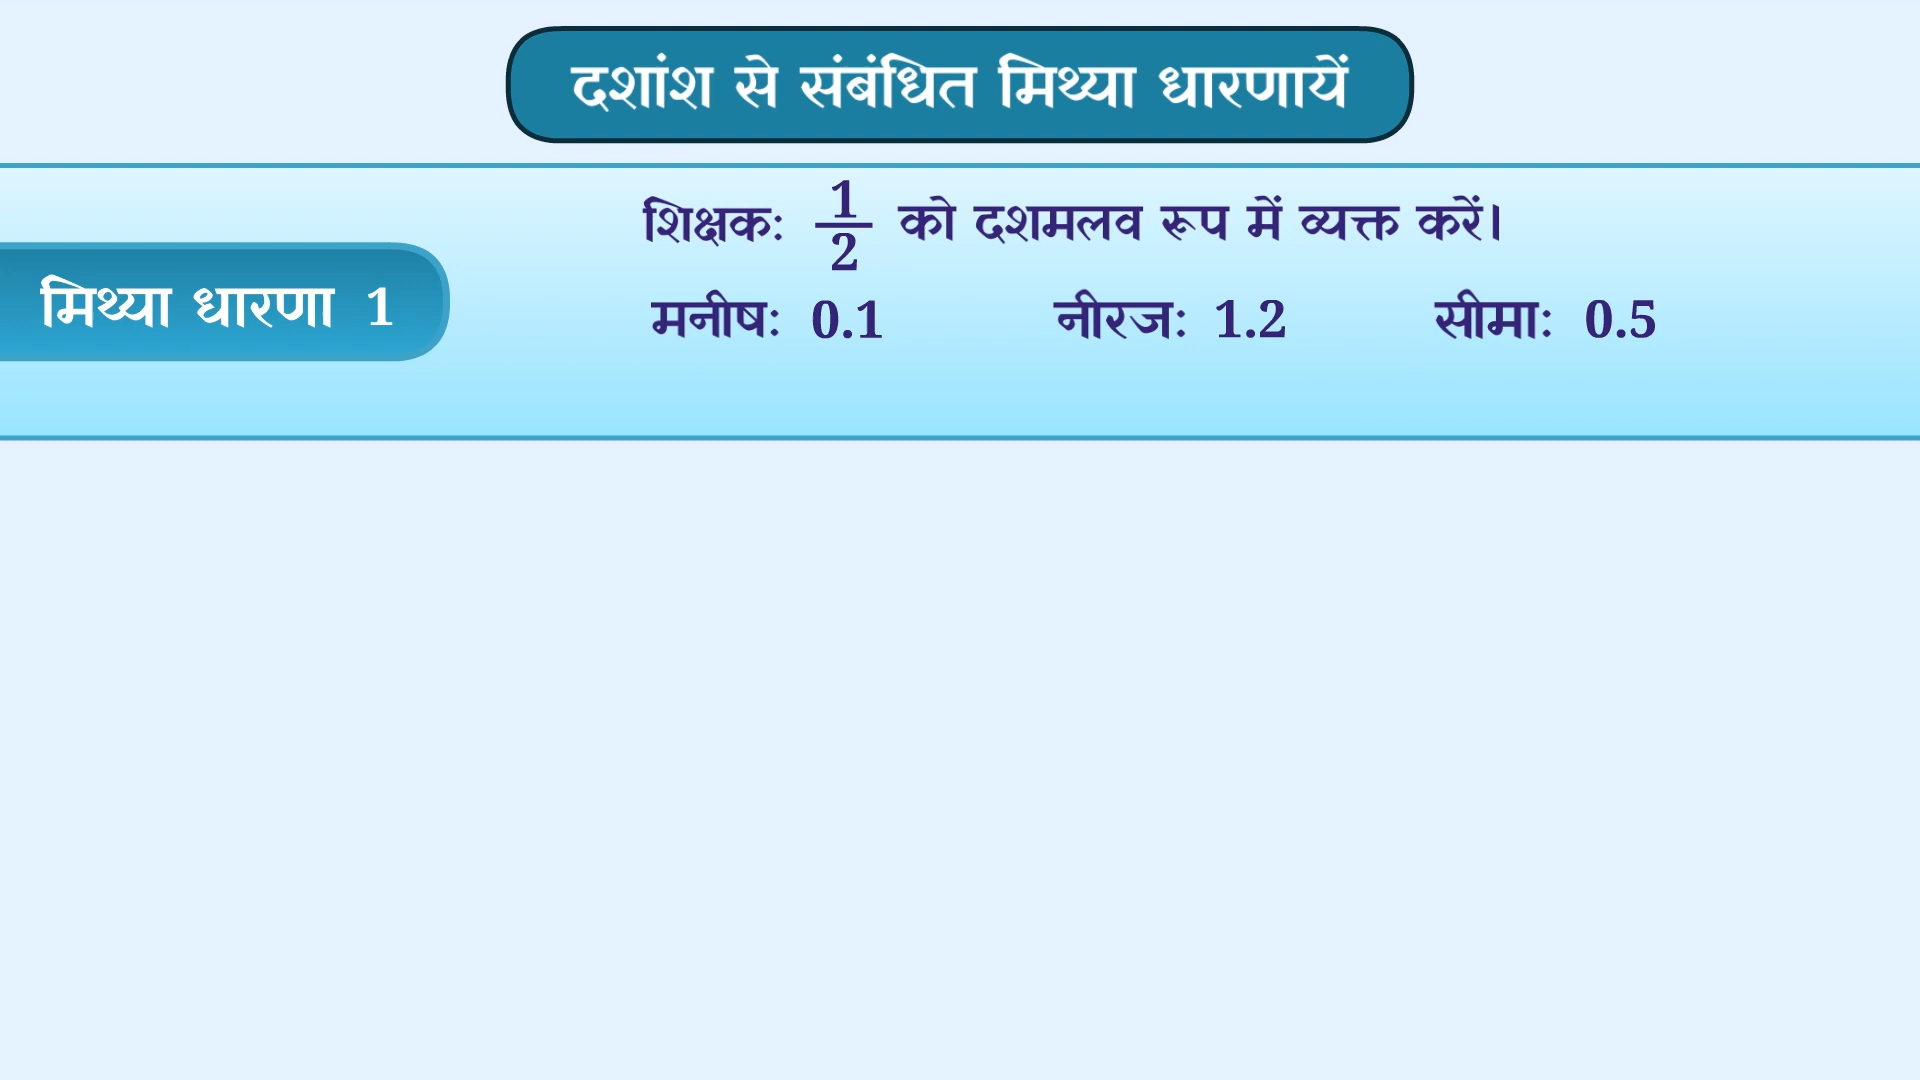 दशांश से संबंधित मिथ्या धारणायें
मिथ्या धारणा 1
शिक्षक: 1/2 को दशमलव रूप में व्यक्त करें।
मनीष: 0.1 नीरज: 1.2 सीमा: 0.5